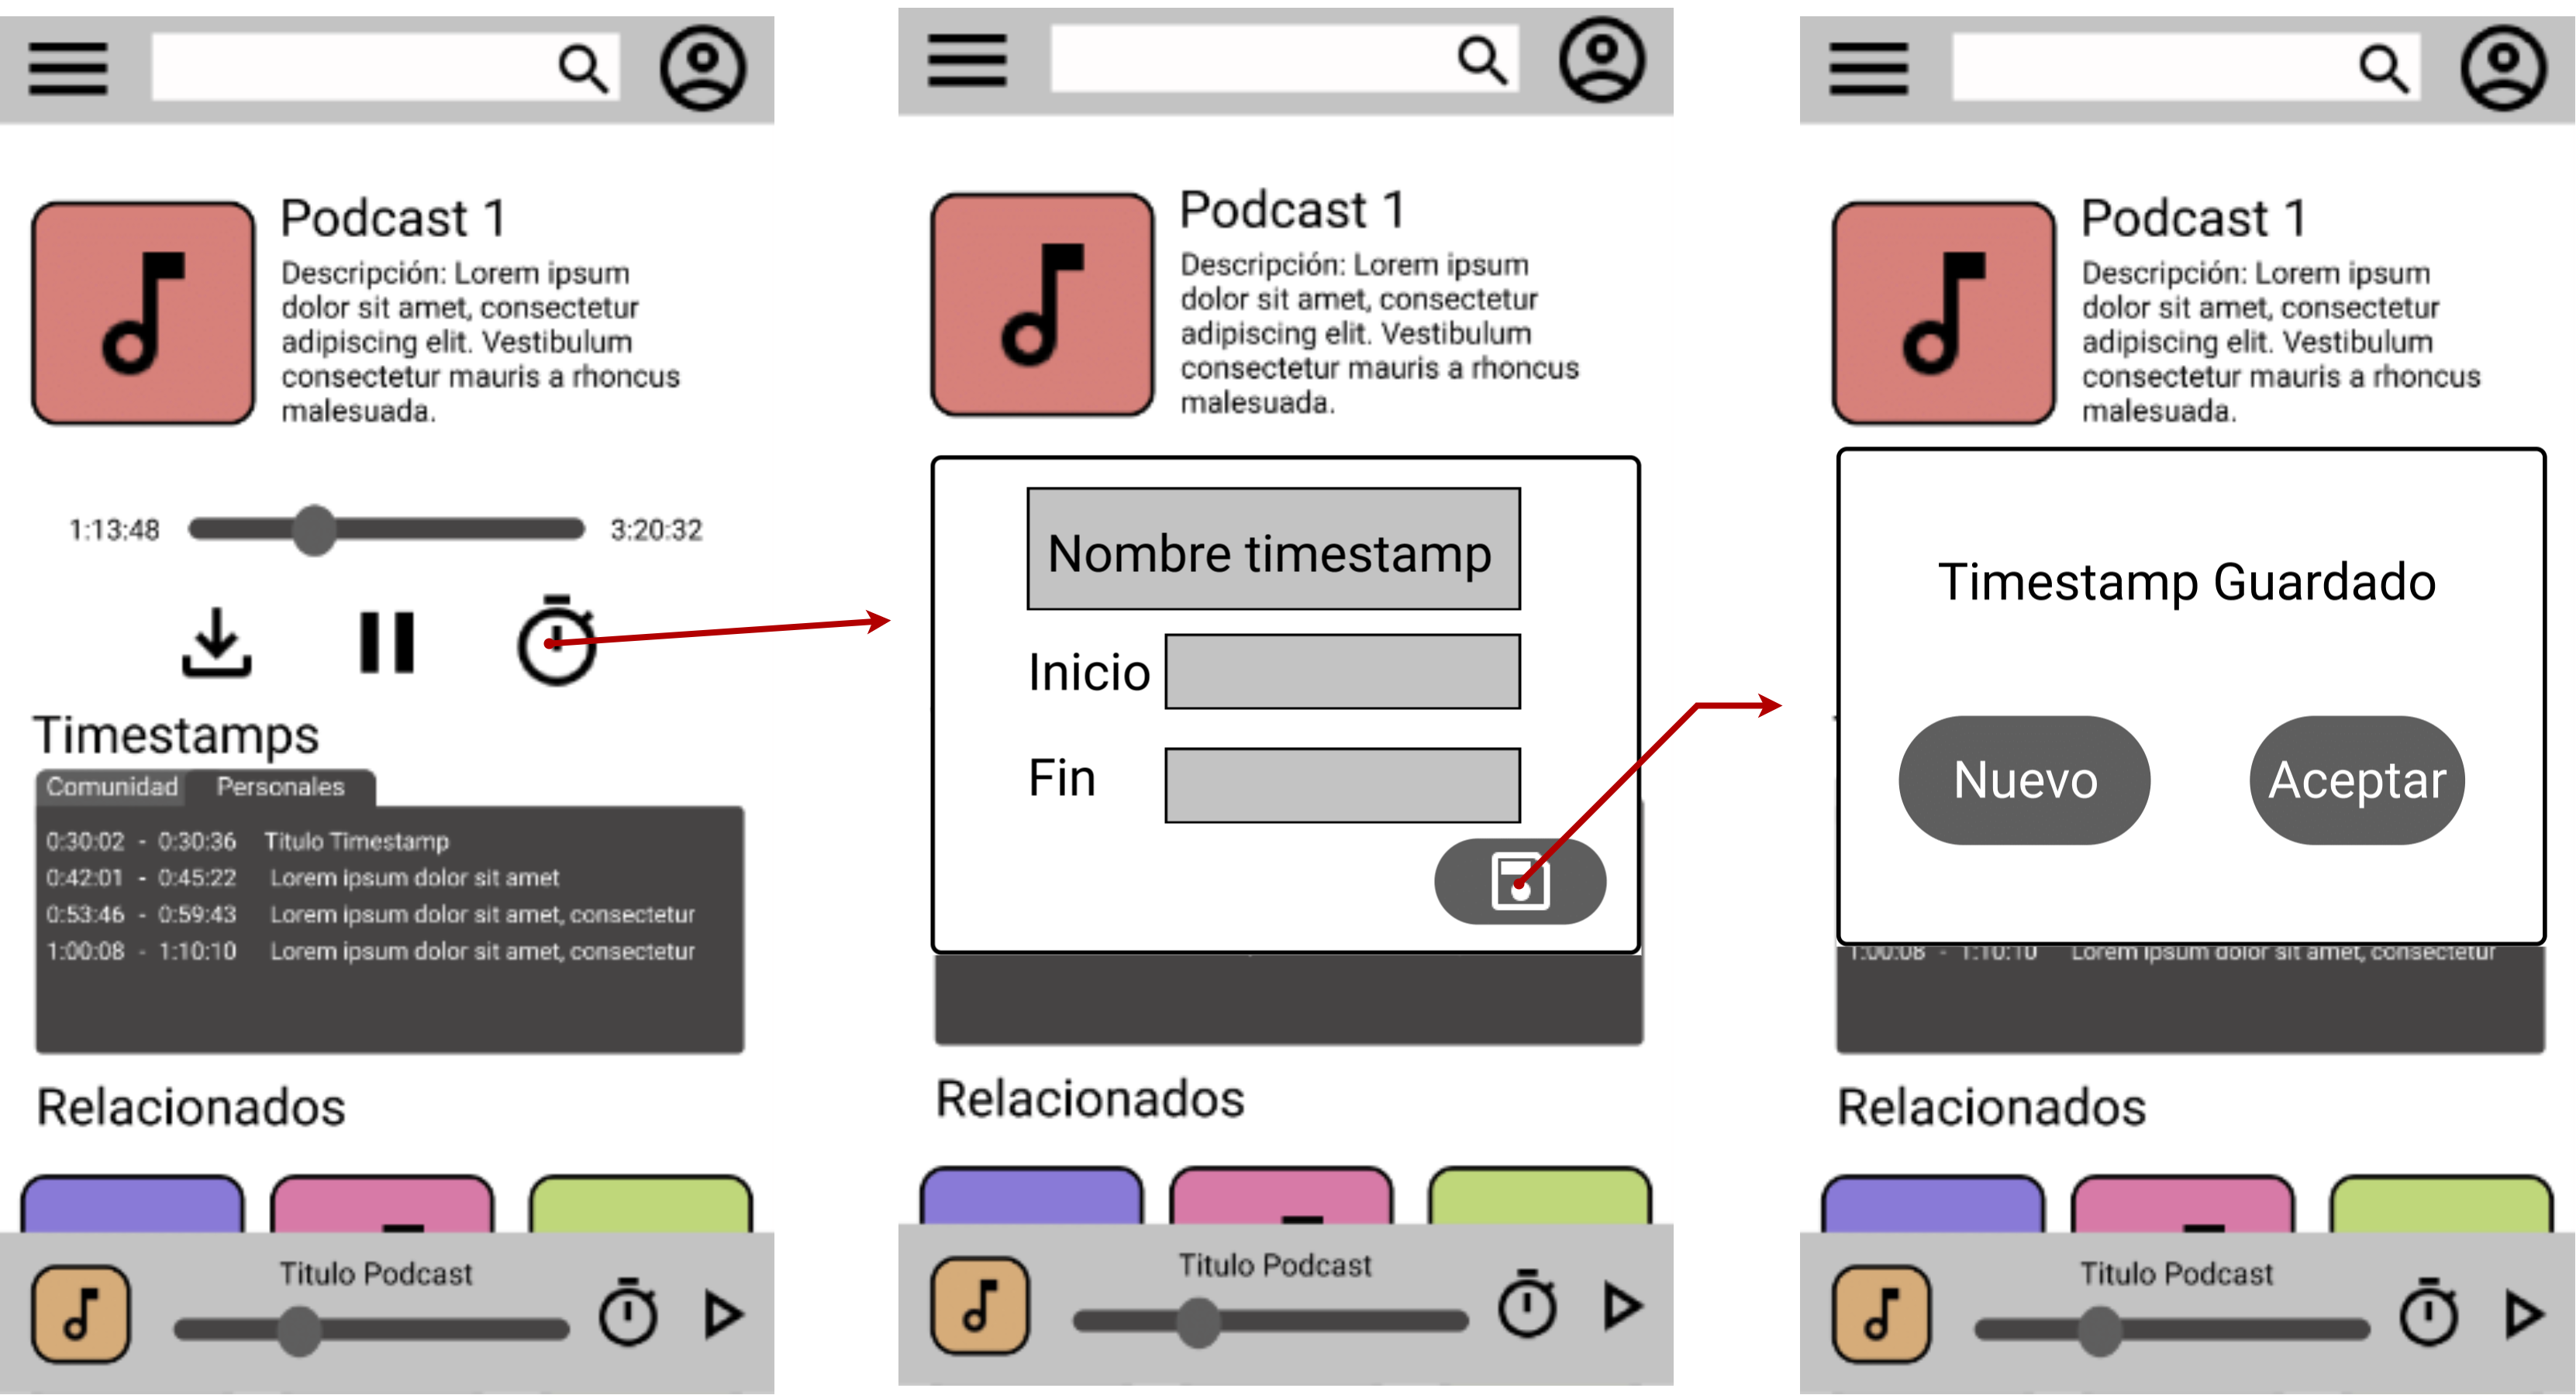 Podcast 1
Descripción: Lorem ipsum
dolor sit amet, consectetur
adipiscing elit. Vestibulum
consectetur mauris a rhoncus
malesuada.
1:13:48 3:20:32
Timestamps
Comunidad Personales
0:30:02 - 0:30:36 Titulo Timestamp
0:42:01 - 0:45:22 Lorem ipsum dolor sit amet
0:53:46 - 0:59:43 Lorem ipsum dolor sit amet, consectetur
1:00:08 - 1:10:10 Lorem ipsum dolor sit amet, consectetur
Relacionados
Titulo Podcast
Podcast 1
Descripción: Lorem ipsum
dolor sit amet, consectetur
adipiscing elit. Vestibulum
consectetur mauris a rhoncus
malesuada.
Nombre timestamp
Inicio
Fin
Relacionados
Titulo Podcast
Podcast 1
Descripción: Lorem ipsum
dolor sit amet, consectetur
adipiscing elit. Vestibulum
consectetur mauris a rhoncus
malesuada.
Timestamp Guardado
Nuevo Aceptar
1:00:08 - 1:10:10 Lorem ipsum dolor sit amet, consectetur
Relacionados
Titulo Podcast